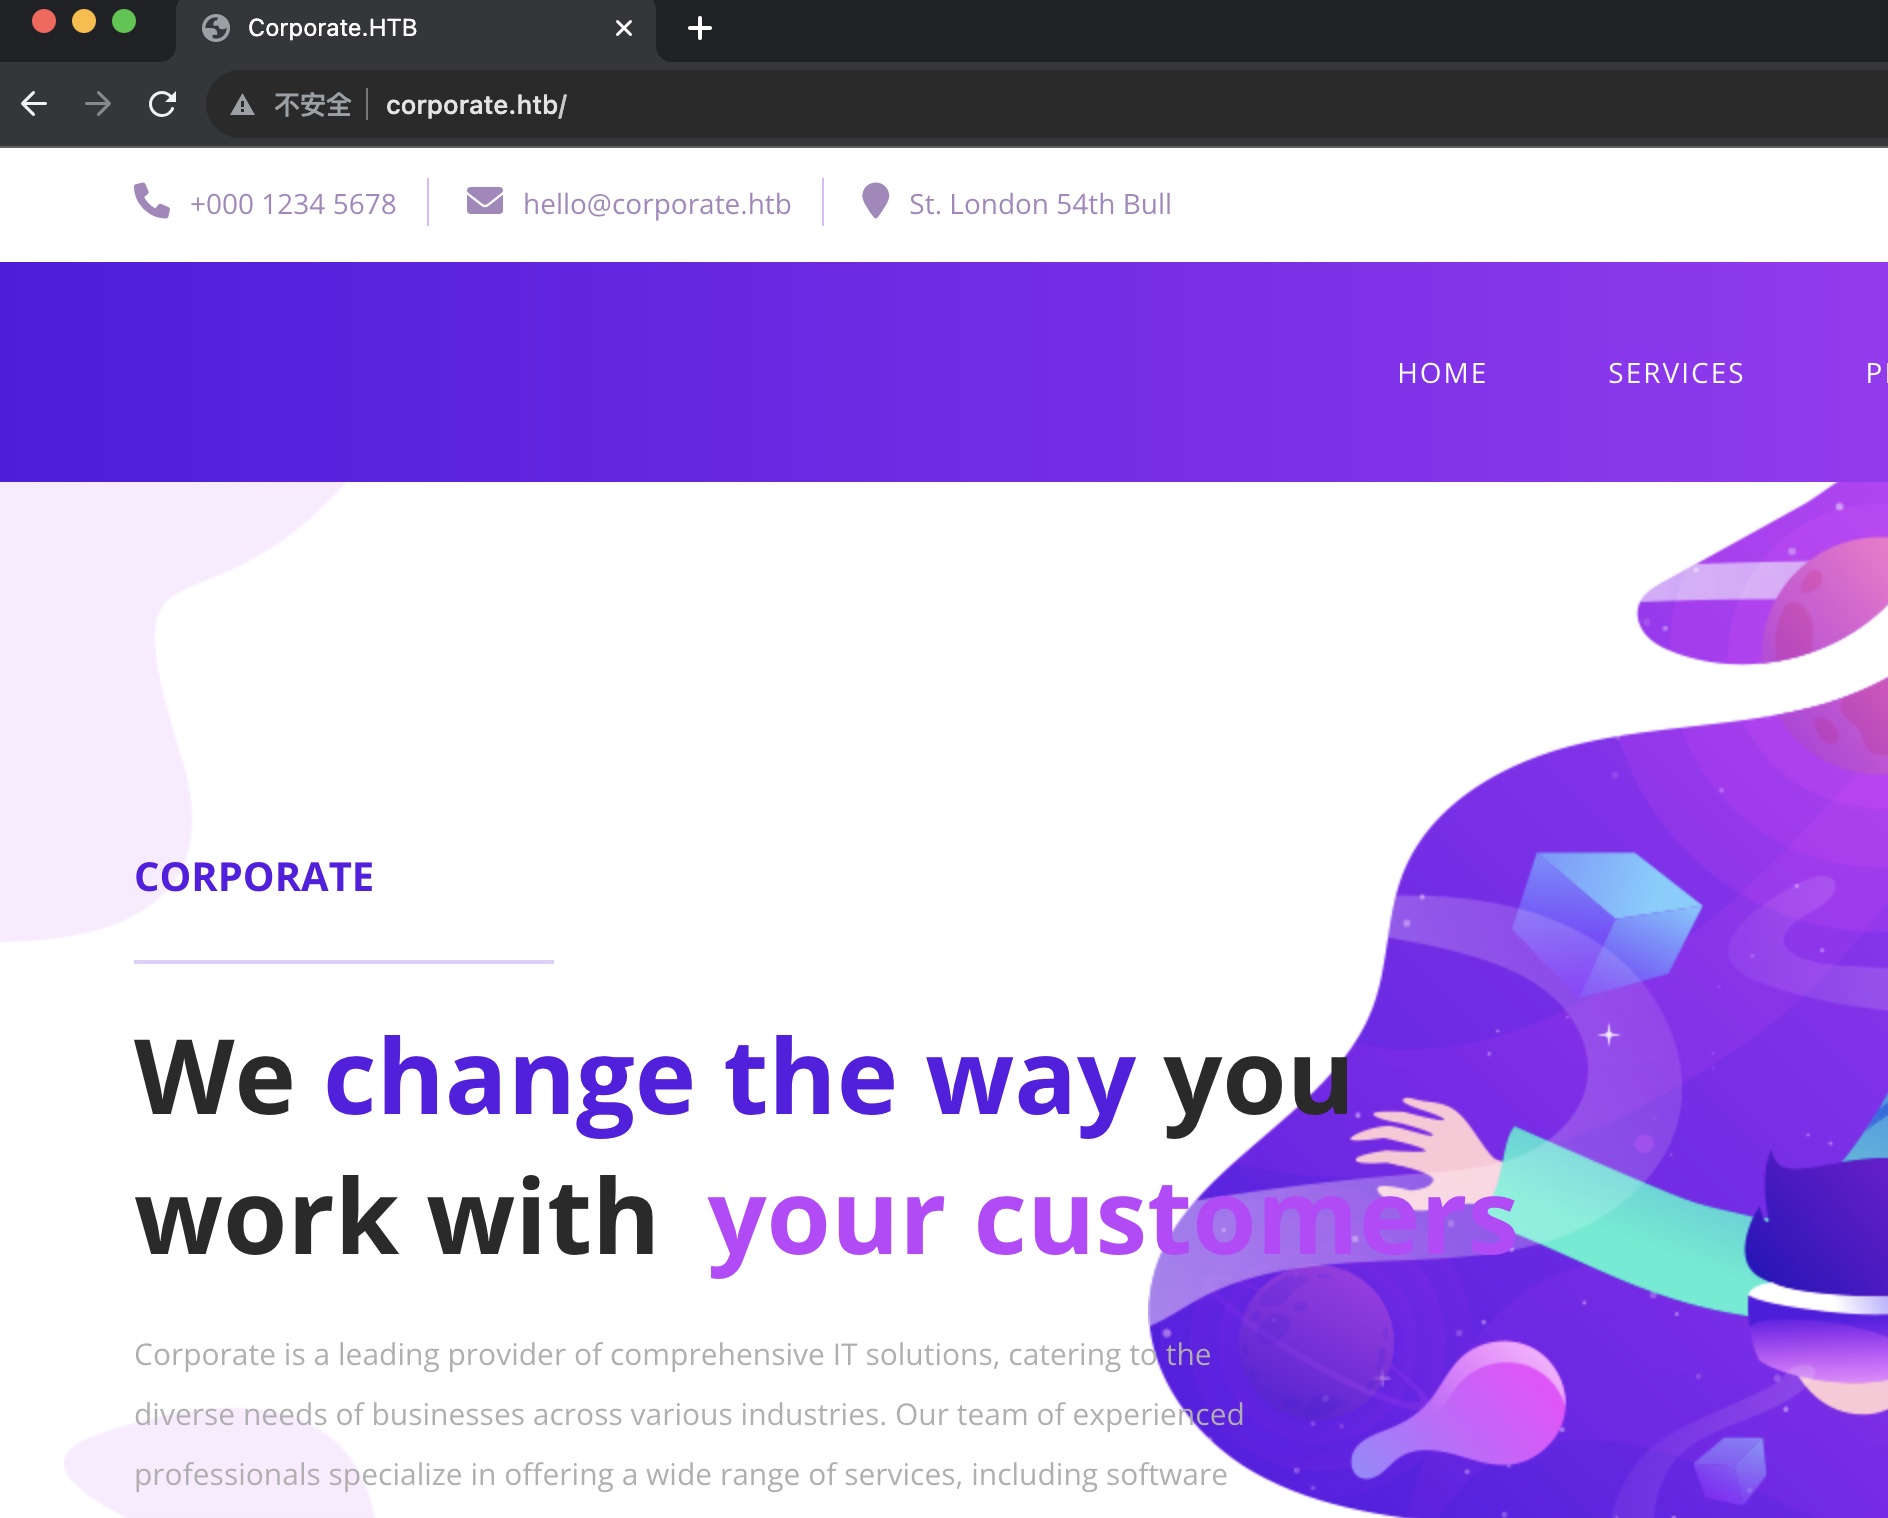 Corporate.HTB
不安全 corporate.htb/
+000 1234 5678 hello@corporate.htb St. London 54th Bull
HOME SERVICES
CORPORATE
We change the way you
work with your customers
Corporate is a leading provider of comprehensive IT solutions, catering to the
diverse needs of businesses across various industries. Our team of experienced
professionals specialize in offering a wide range of services, including software